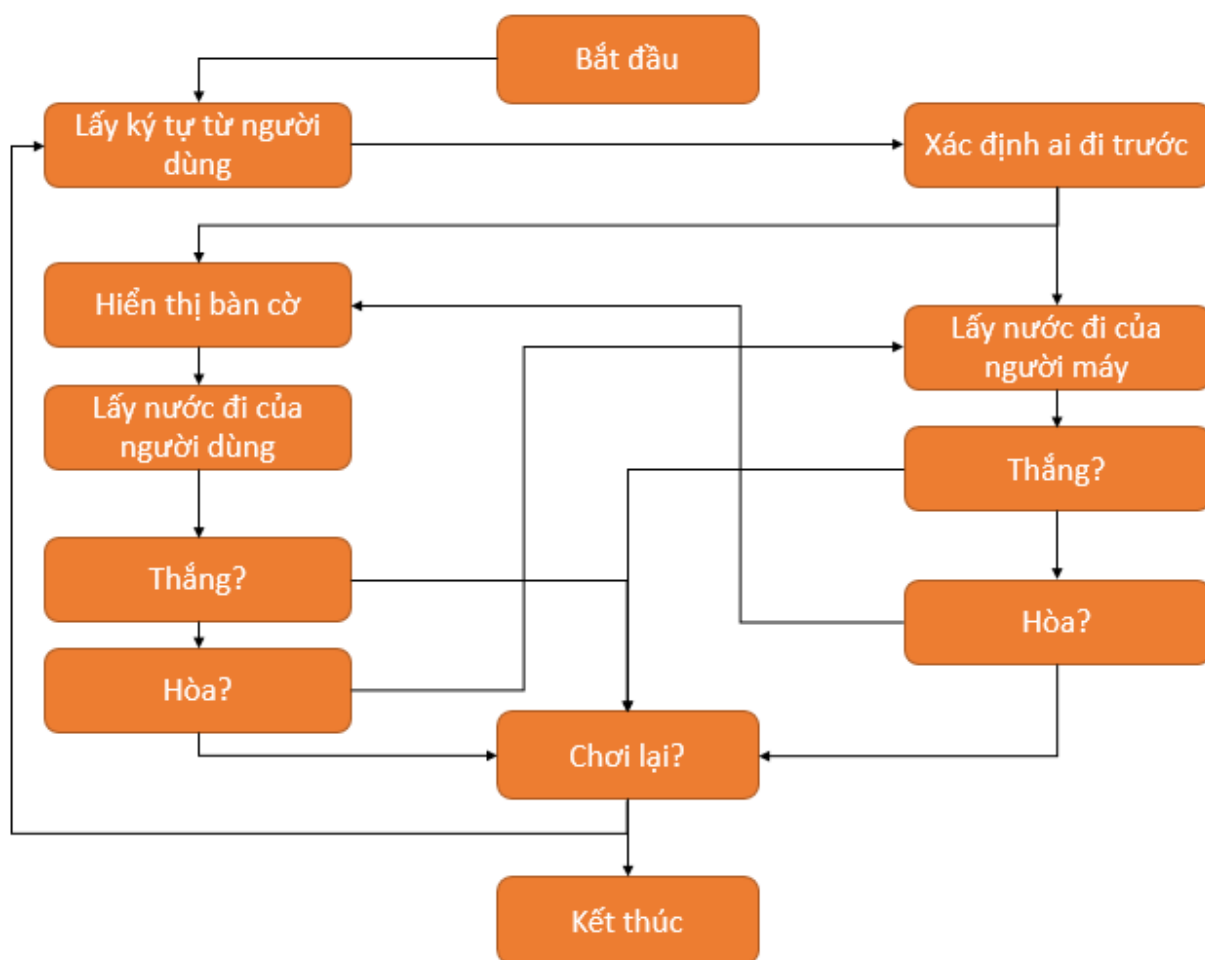 Bắt đầu
Lấy ký tự từ người
dùng
Xác định ai đi trước
Hiển thị bàn cờ
Lấy nước đi của
người máy
Lấy nước đi của
người dùng
Thắng?
Thắng?
Hòa?
Hòa?
Chơi lại?
Kết thúc